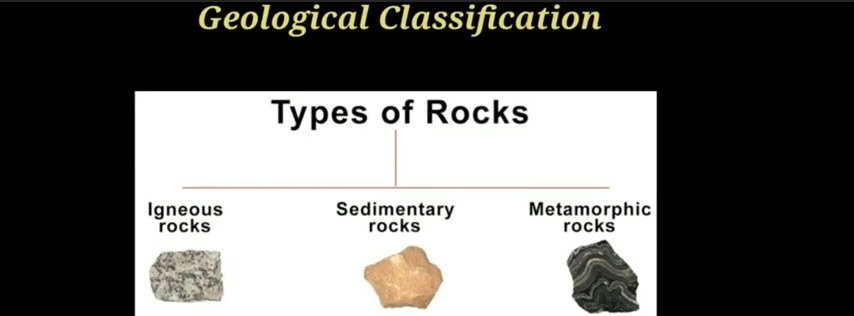 Geological Classification
Types of Rocks
Igneous
rocks
Sedimentary
rocks
Metamorphic
rocks